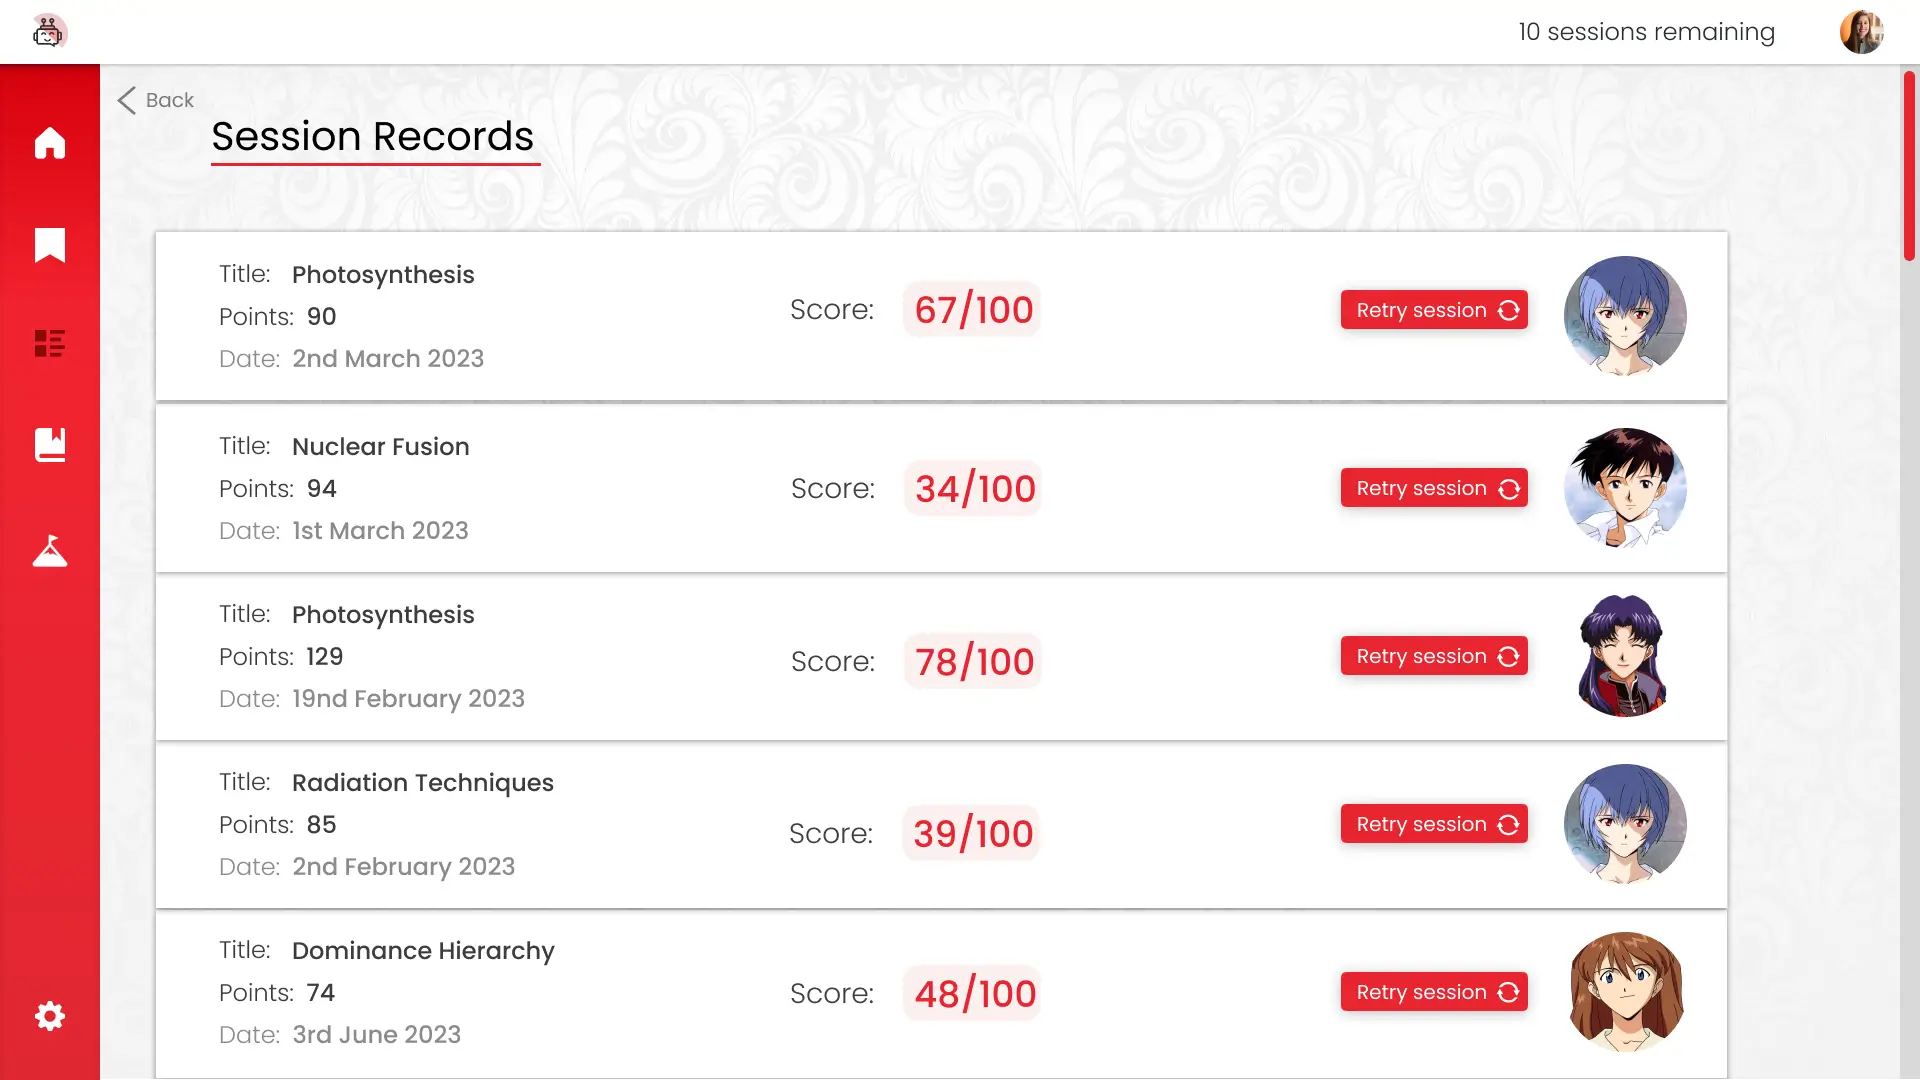 10 sessions remaining
Back
Session Records
Title: Photosynthesis
Points: 90
Date: 2nd March 2023
Score: 67/100
Retry session
Title: Nuclear Fusion
Points: 94
Date: 1st March 2023
Score: 34/100
Retry session
Title: Photosynthesis
Points: 129
Date: 19nd February 2023
Score: 78/100
Retry session
Title: Radiation Techniques
Points: 85
Date: 2nd February 2023
Score: 39/100
Retry session
Title: Dominance Hierarchy
Points: 74
Date: 3rd June 2023
Score: 48/100
Retry session